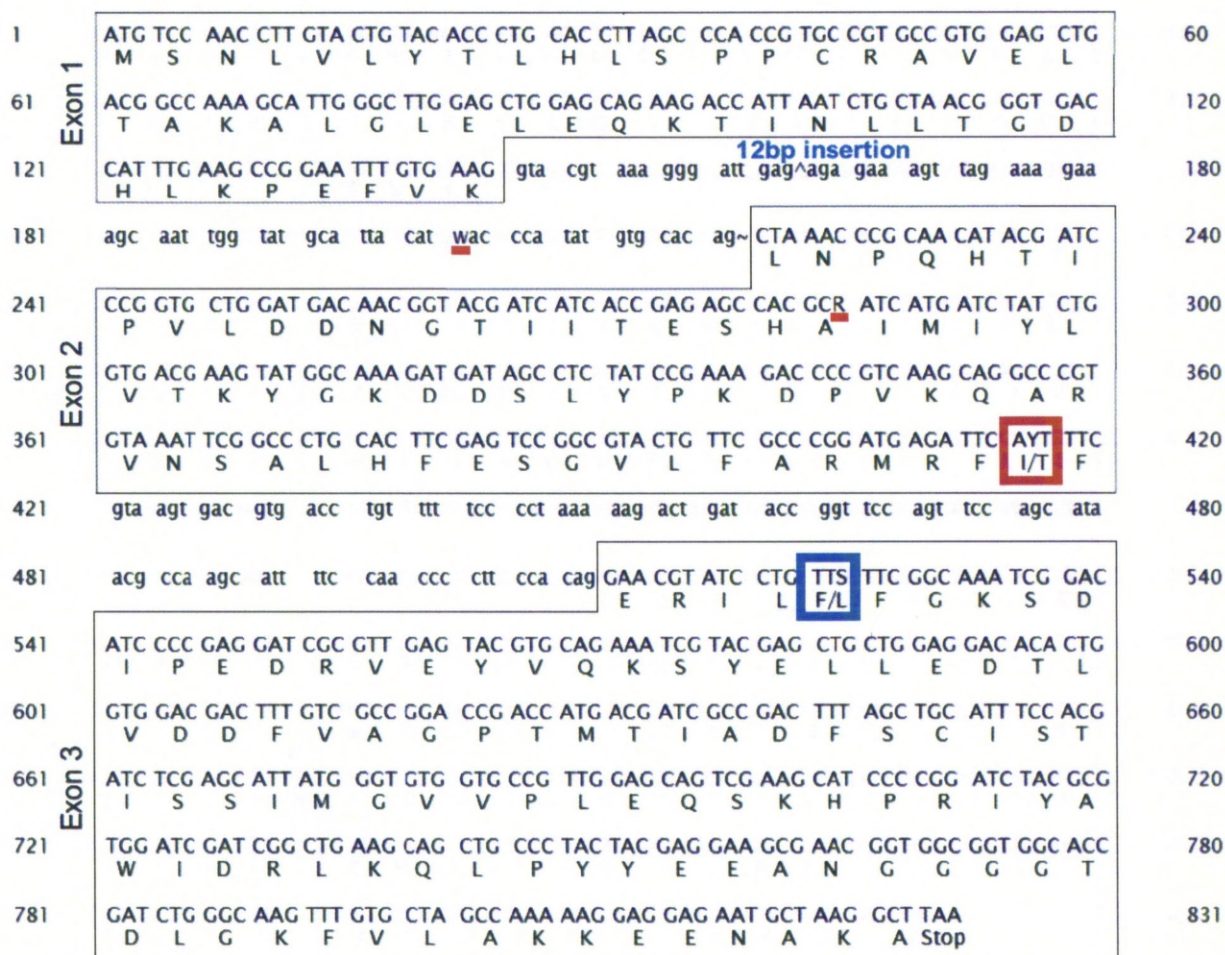 1 ATG TCC AAC CTT GTA CTG TAC ACC CTG CAC CTT AGC CCA CCG TGC CGT GCC GTG GAG CTG 60
M S N L V L Y T L H L S P P C R A V E L
61 ACG GCC AAA GCA TTG GGC TTG GAG CTG GAG CAG AAG ACC ATT AAT CTG CTA ACG GGT GAC 120
T A K A L G L E L E Q K T I N L L T G D
12bp insertion
121 CAT TTG AAG CCG GAA TTT GTG AAG gta cgt aaa ggg att gag^aga gaa agt tag aaa gaa 180
H L K P E F V K
Exon 1
181 agc aat tgg tat gca tta cat wac cca tat gtg cac ag~ CTA AAC CCG CAA CAT ACG ATC 240
L N P Q H T I
241 CCG GTG CTG GAT GAC AAC GGT ACG ATC ATC ACC GAG AGC CAC GCR ATC ATG ATC TAT CTG 300
P V L D D N G T I I T E S H A I M I Y L
301 GTG ACG AAG TAT GGC AAA GAT GAT AGC CTC TAT CCG AAA GAC CCC GTC AAG CAG GCC CGT 360
V T K Y G K D D S L Y P K D P V K Q A R
361 GTA AAT TCG GCC CTG CAC TTC GAG TCC GGC GTA CTG TTC GCC CGG ATG AGA TTC AYT TTC 420
V N S A L H F E S G V L F A R M R F I/T F
Exon 2
421 gta agt gac gtg acc tgt ttt tcc cct aaa aag act gat acc ggt tcc agt tcc agc ata 480
481 acg cca agc att ttc caa ccc ctt cca cag GAA CGT ATC CTG TTS TTC GGC AAA TCG GAC 540
E R I L F/L F G K S D
541 ATC CCC GAG GAT CGC GTT GAG TAC GTG CAG AAA TCG TAC GAG CTG CTG GAG GAC ACA CTG 600
I P E D R V E Y V Q K S Y E L L E D T L
601 GTG GAC GAC TTT GTC GCC GGA CCG ACC ATG ACG ATC GCC GAC TTT AGC TGC ATT TCC ACG 660
V D D F V A G P T M T I A D F S C I S T
661 ATC TCG AGC ATT ATG GGT GTG GTG CCG TTG GAG CAG TCG AAG CAT CCC CGG ATC TAC GCG 720
I S S I M G V V P L E Q S K H P R I Y A
721 TGG ATC GAT CGG CTG AAG CAG CTG CCC TAC TAC GAG GAA GCG AAC GGT GGC GGT GGC ACC 780
W I D R L K Q L P Y Y E E A N G G G G T
781 GAT CTG GGC AAG TTT GTG CTA GCC AAA AAG GAG GAG AAT GCT AAG GCT TAA 831
D L G K F V L A K K E E N A K A Stop
Exon 3